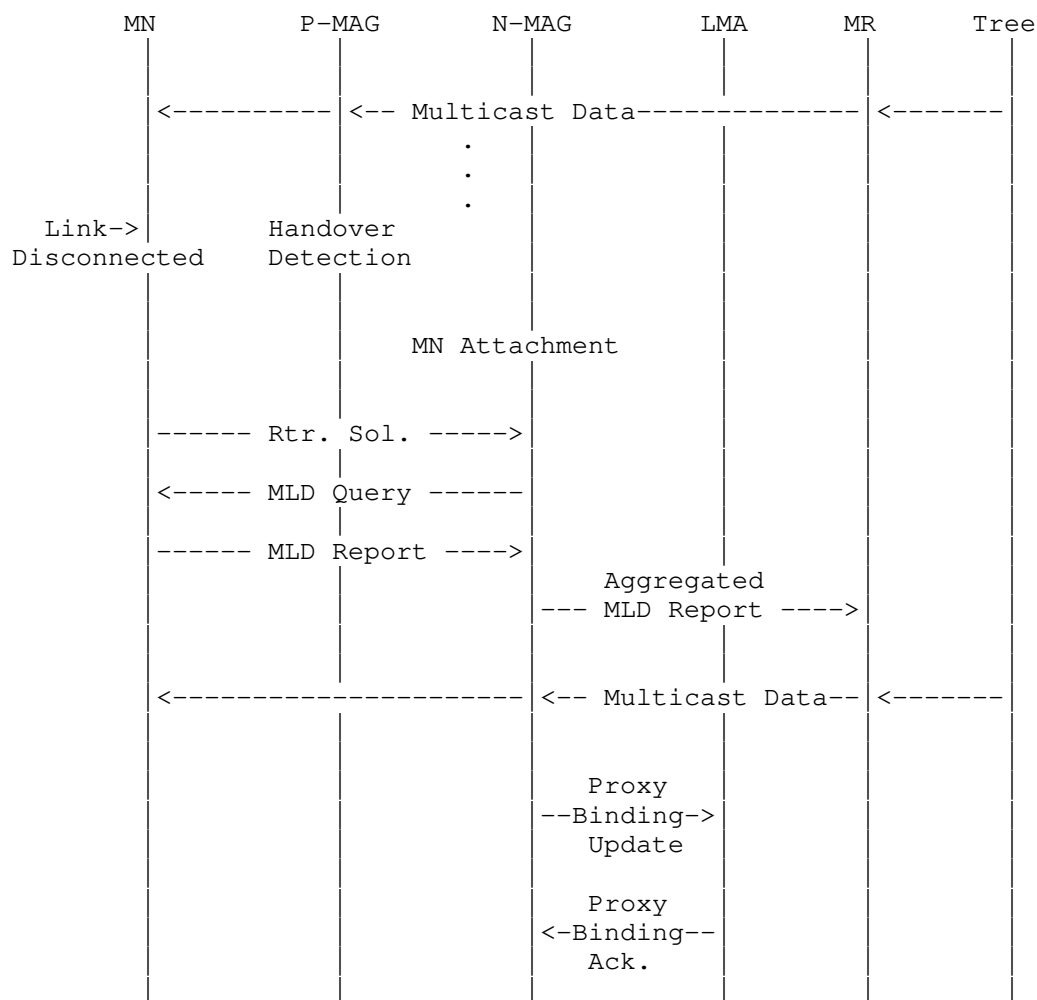 MN P-MAG N-MAG LMA MR Tree
<----------|<-- Multicast Data--------------|<-------|
.
.
.
Link-> Handover
Disconnected Detection
MN Attachment
------ Rtr. Sol. ----->
<----- MLD Query ------
------ MLD Report ---->
Aggregated
--- MLD Report ---->
<-----------------------|<-- Multicast Data--|<-------|
Proxy
--Binding->
Update
Proxy
<-Binding--
Ack.